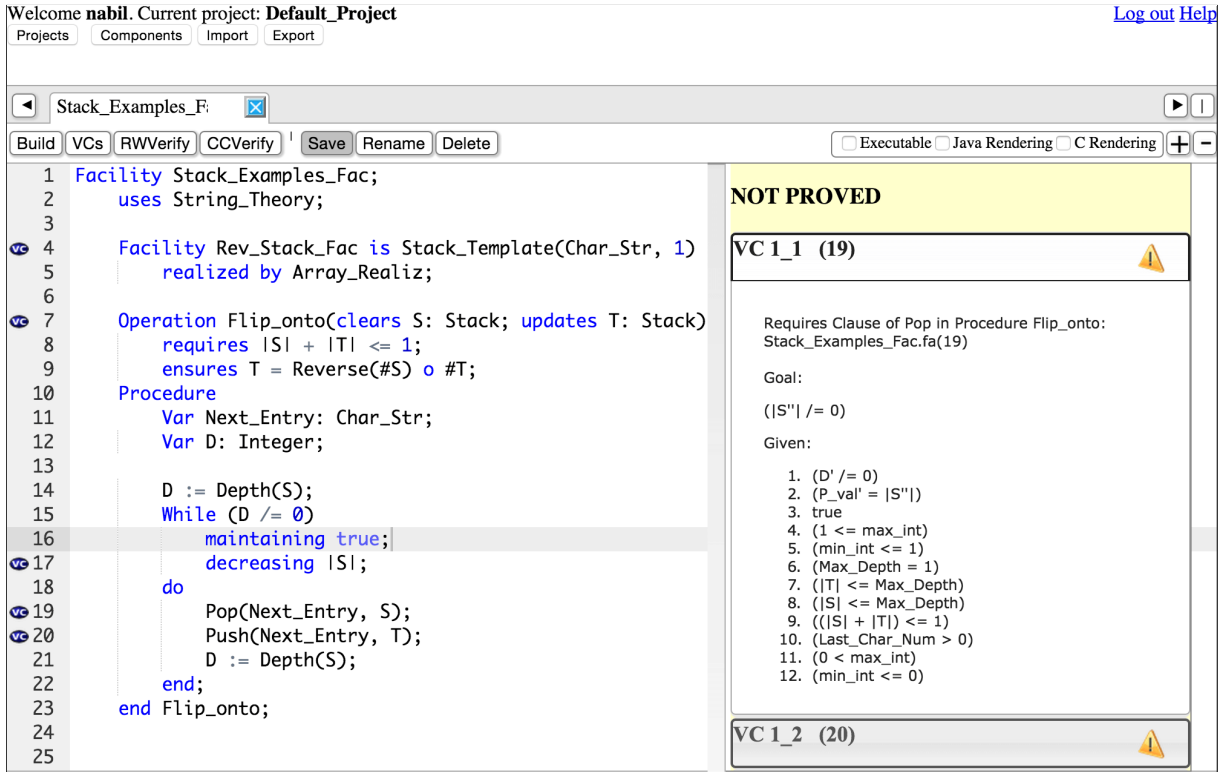 Welcome nabil. Current project: Default_Project
Log out Help
Projects Components Import Export
Stack_Examples_F
Build VCs RWVerify CCVerify Save Rename Delete
Executable Java Rendering C Rendering + -
1 Facility Stack_Examples_Fac;
2 uses String_Theory;
3
VC 4 Facility Rev_Stack_Fac is Stack_Template(Char_Str, 1)
5 realized by Array_Realiz;
6
VC 7 Operation Flip_onto(clears S: Stack; updates T: Stack)
8 requires |S| + |T| <= 1;
9 ensures T = Reverse(#S) o #T;
10 Procedure
11 Var Next_Entry: Char_Str;
12 Var D: Integer;
13
14 D := Depth(S);
15 While (D /= 0)
16 maintaining true;
VC 17 decreasing |S|;
18 do
VC 19 Pop(Next_Entry, S);
VC 20 Push(Next_Entry, T);
21 D := Depth(S);
22 end;
23 end Flip_onto;
24
25
NOT PROVED
VC 1_1 (19)
Requires Clause of Pop in Procedure Flip_onto:
Stack_Examples_Fac.fa(19)
Goal:
(|S''| /= 0)
Given:
1. (D' /= 0)
2. (P_val' = |S''|)
3. true
4. (1 <= max_int)
5. (min_int <= 1)
6. (Max_Depth = 1)
7. (|T| <= Max_Depth)
8. (|S| <= Max_Depth)
9. ((|S| + |T|) <= 1)
10. (Last_Char_Num > 0)
11. (0 < max_int)
12. (min_int <= 0)
VC 1_2 (20)